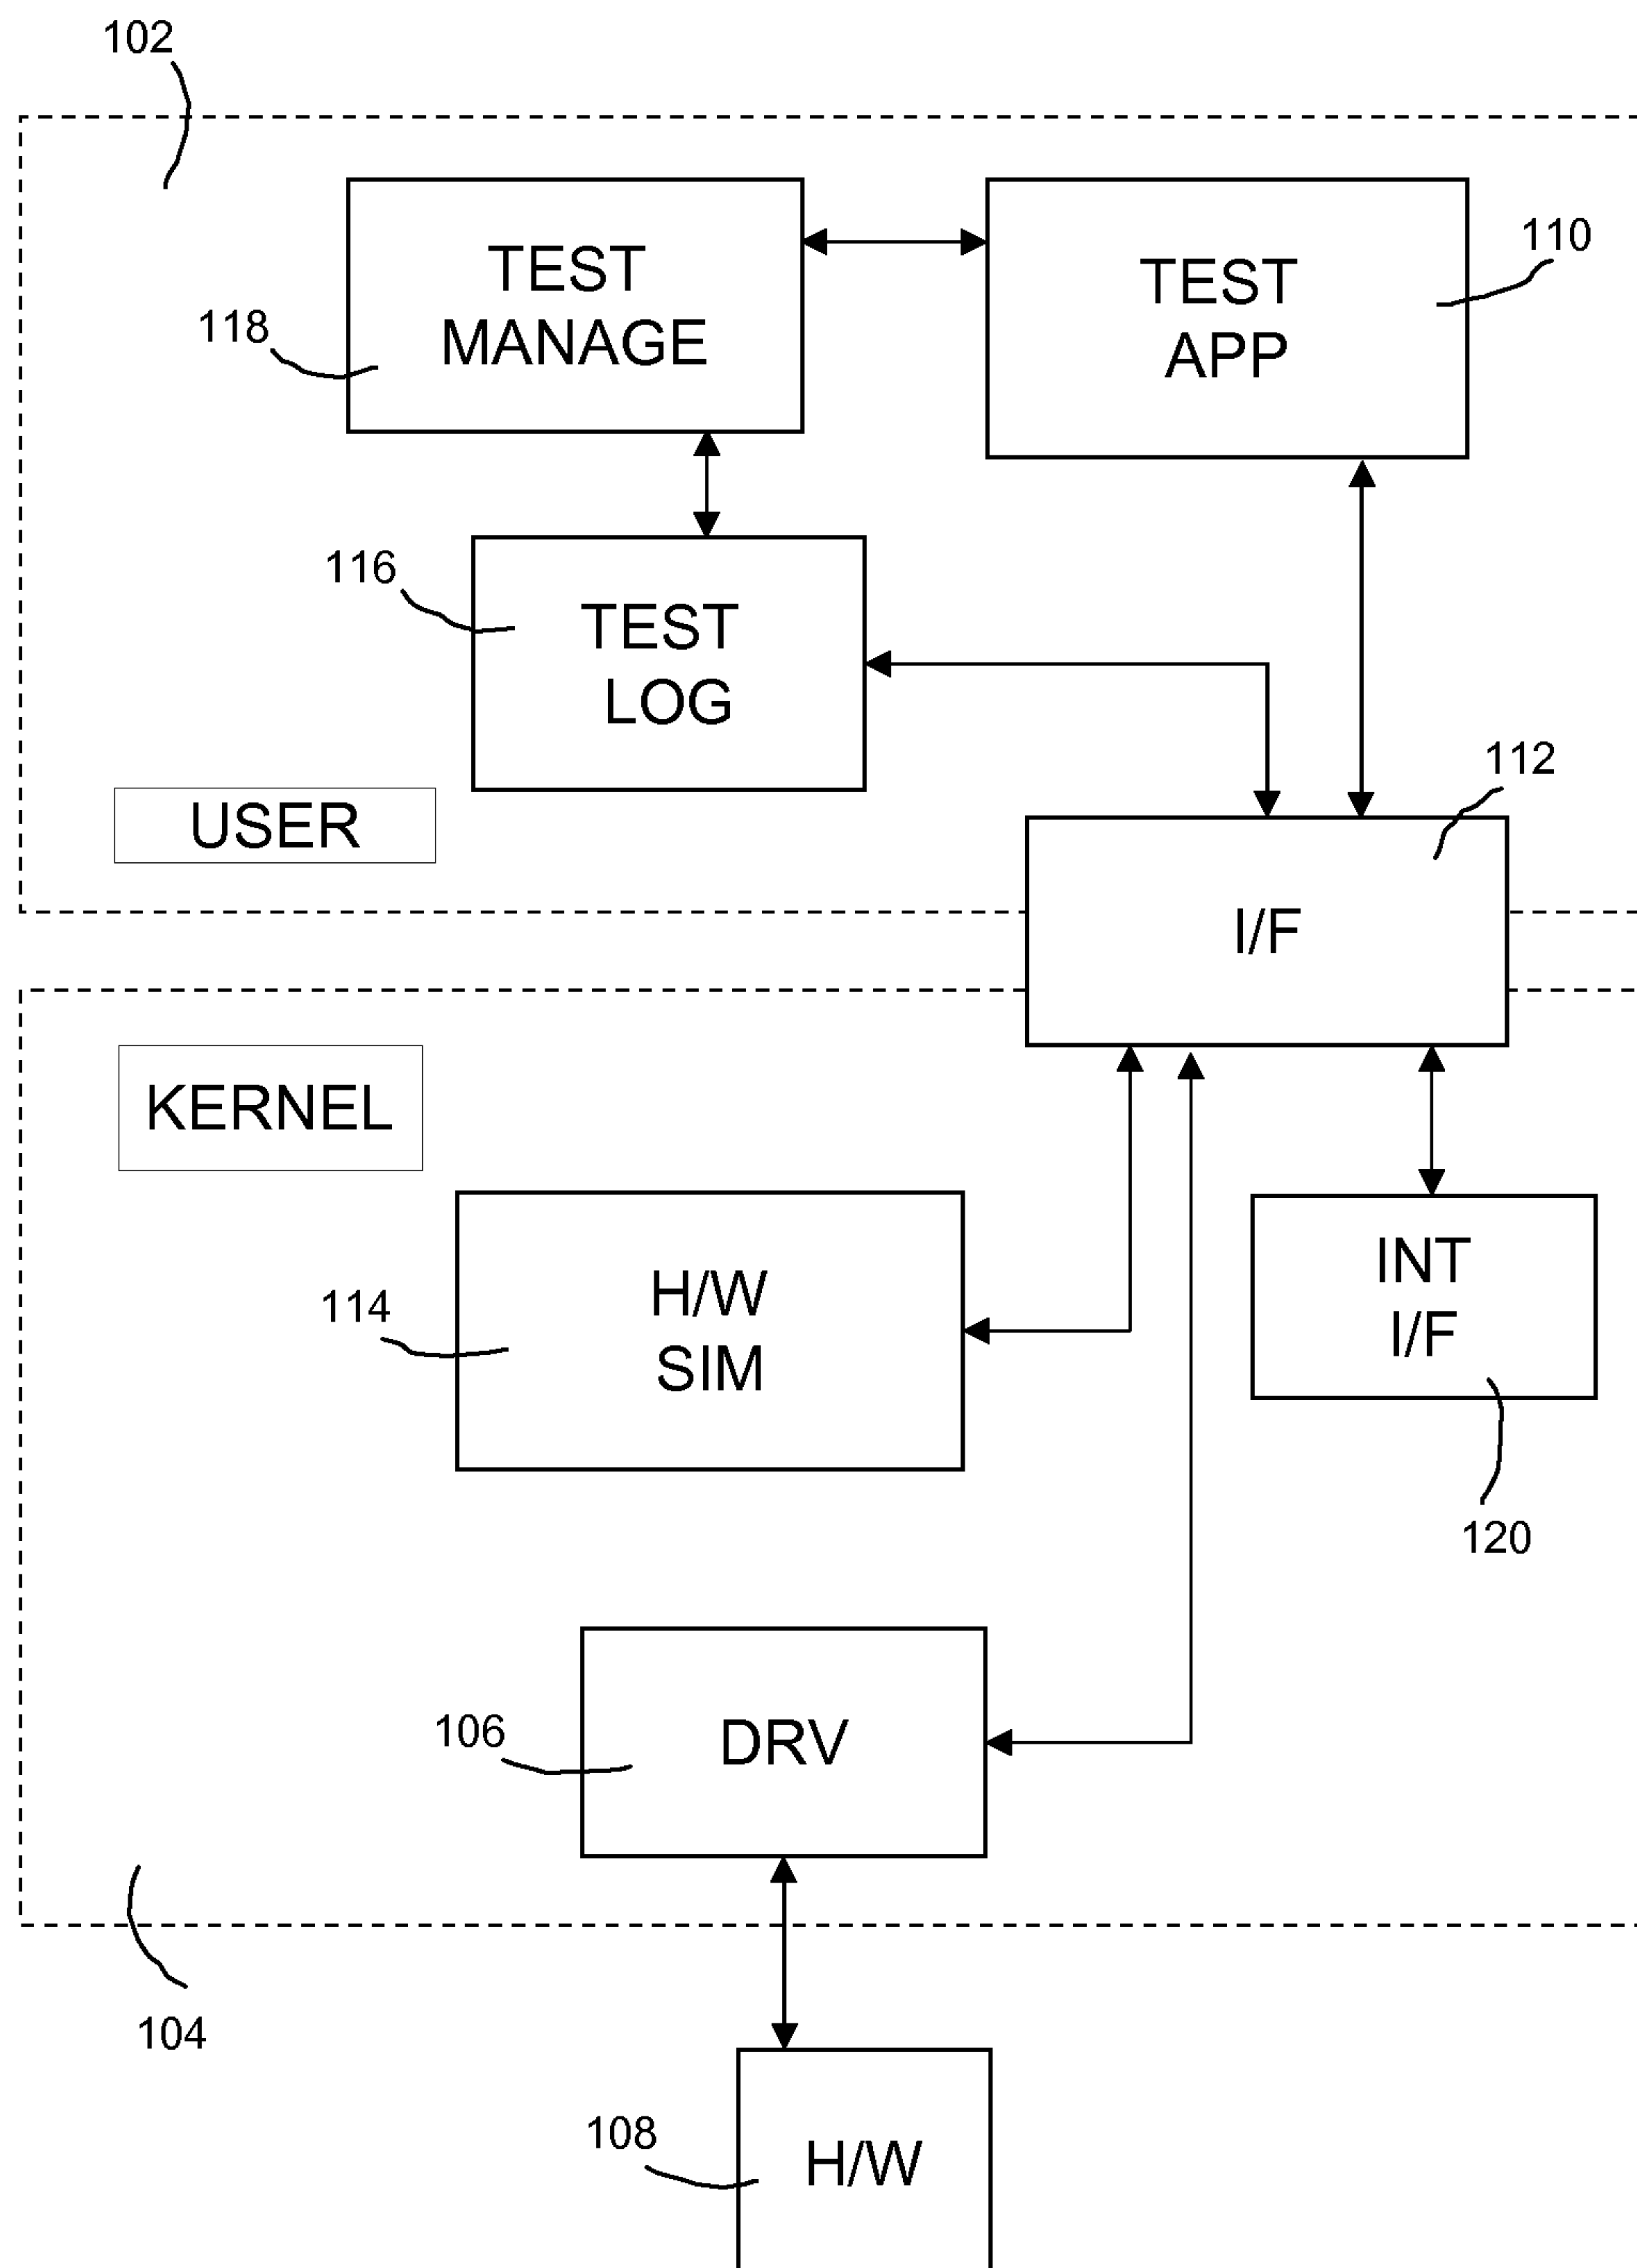 102
TEST
MANAGE
118
TEST
APP
110
TEST
LOG
116
USER
112
I/F
KERNEL
H/W
SIM
114
INT
I/F
120
DRV
106
104
108
H/W